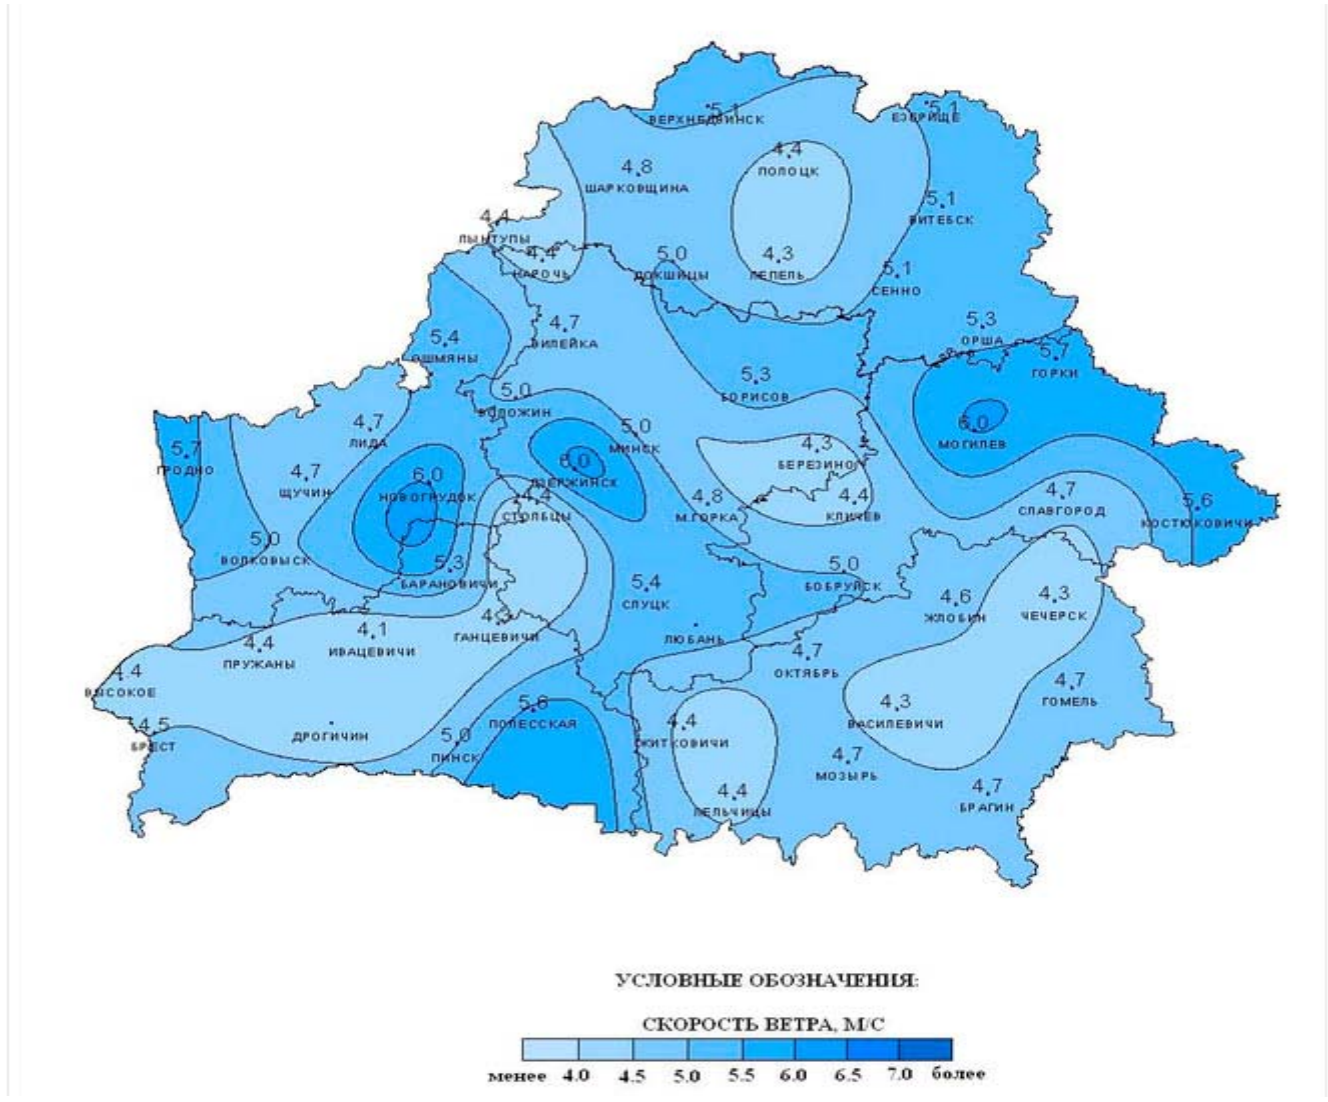 5.1
ВЕРХНЕДВИНСК
5.1
ЕЗЕРИЩЕ
4.4
ПОЛОЦК
4.8
ШАРКОВЩИНА
5.1
ВИТЕБСК
4.4
ЛЫНТУПЫ
4.4
НАРОЧЬ
5.0
ДОКШИЦЫ
4.3
ЛЕПЕЛЬ
5.1
СЕННО
4.7
ВИЛЕЙКА
5.3
ОРША
5.4
ОШМЯНЫ
5.7
ГОРКИ
5.3
БОРИСОВ
5.0
ВОЛОЖИН
4.7
ЛИДА
5.0
МИНСК
6.0
МОГИЛЕВ
5.7
ГРОДНО
4.3
БЕРЕЗИНО
4.7
ЩУЧИН
6.0
НОВОГРУДОК
6.0
ДЗЕРЖИНСК
4.4
СТОЛБЦЫ
4.8
М.ГОРКА
4.4
КЛИЧЕВ
4.7
СЛАВГОРОД
5.6
КОСТЮКОВИЧИ
5.0
ВОЛКОВЫСК
5.3
БАРАНОВИЧИ
5.4
СЛУЦК
5.0
БОБРУЙСК
4.6
ЖЛОБИН
4.3
ЧЕЧЕРСК
4.3
ГАНЦЕВИЧИ
4.1
ИВАЦЕВИЧИ
4.4
ПРУЖАНЫ
ЛЮБАНЬ
4.7
ОКТЯБРЬ
4.4
ВЫСОКОЕ
4.7
ГОМЕЛЬ
4.3
ВАСИЛЕВИЧИ
5.6
ПОЛЕССКАЯ
4.5
БРЕСТ
ДРОГИЧИН
5.0
ПИНСК
4.4
ЖИТКОВИЧИ
4.7
МОЗЫРЬ
4.4
ЛЕЛЬЧИЦЫ
4.7
БРАГИН
УСЛОВНЫЕ ОБОЗНАЧЕНИЯ:
СКОРОСТЬ ВЕТРА, М/С
менее 4.0 4.5 5.0 5.5 6.0 6.5 7.0 более